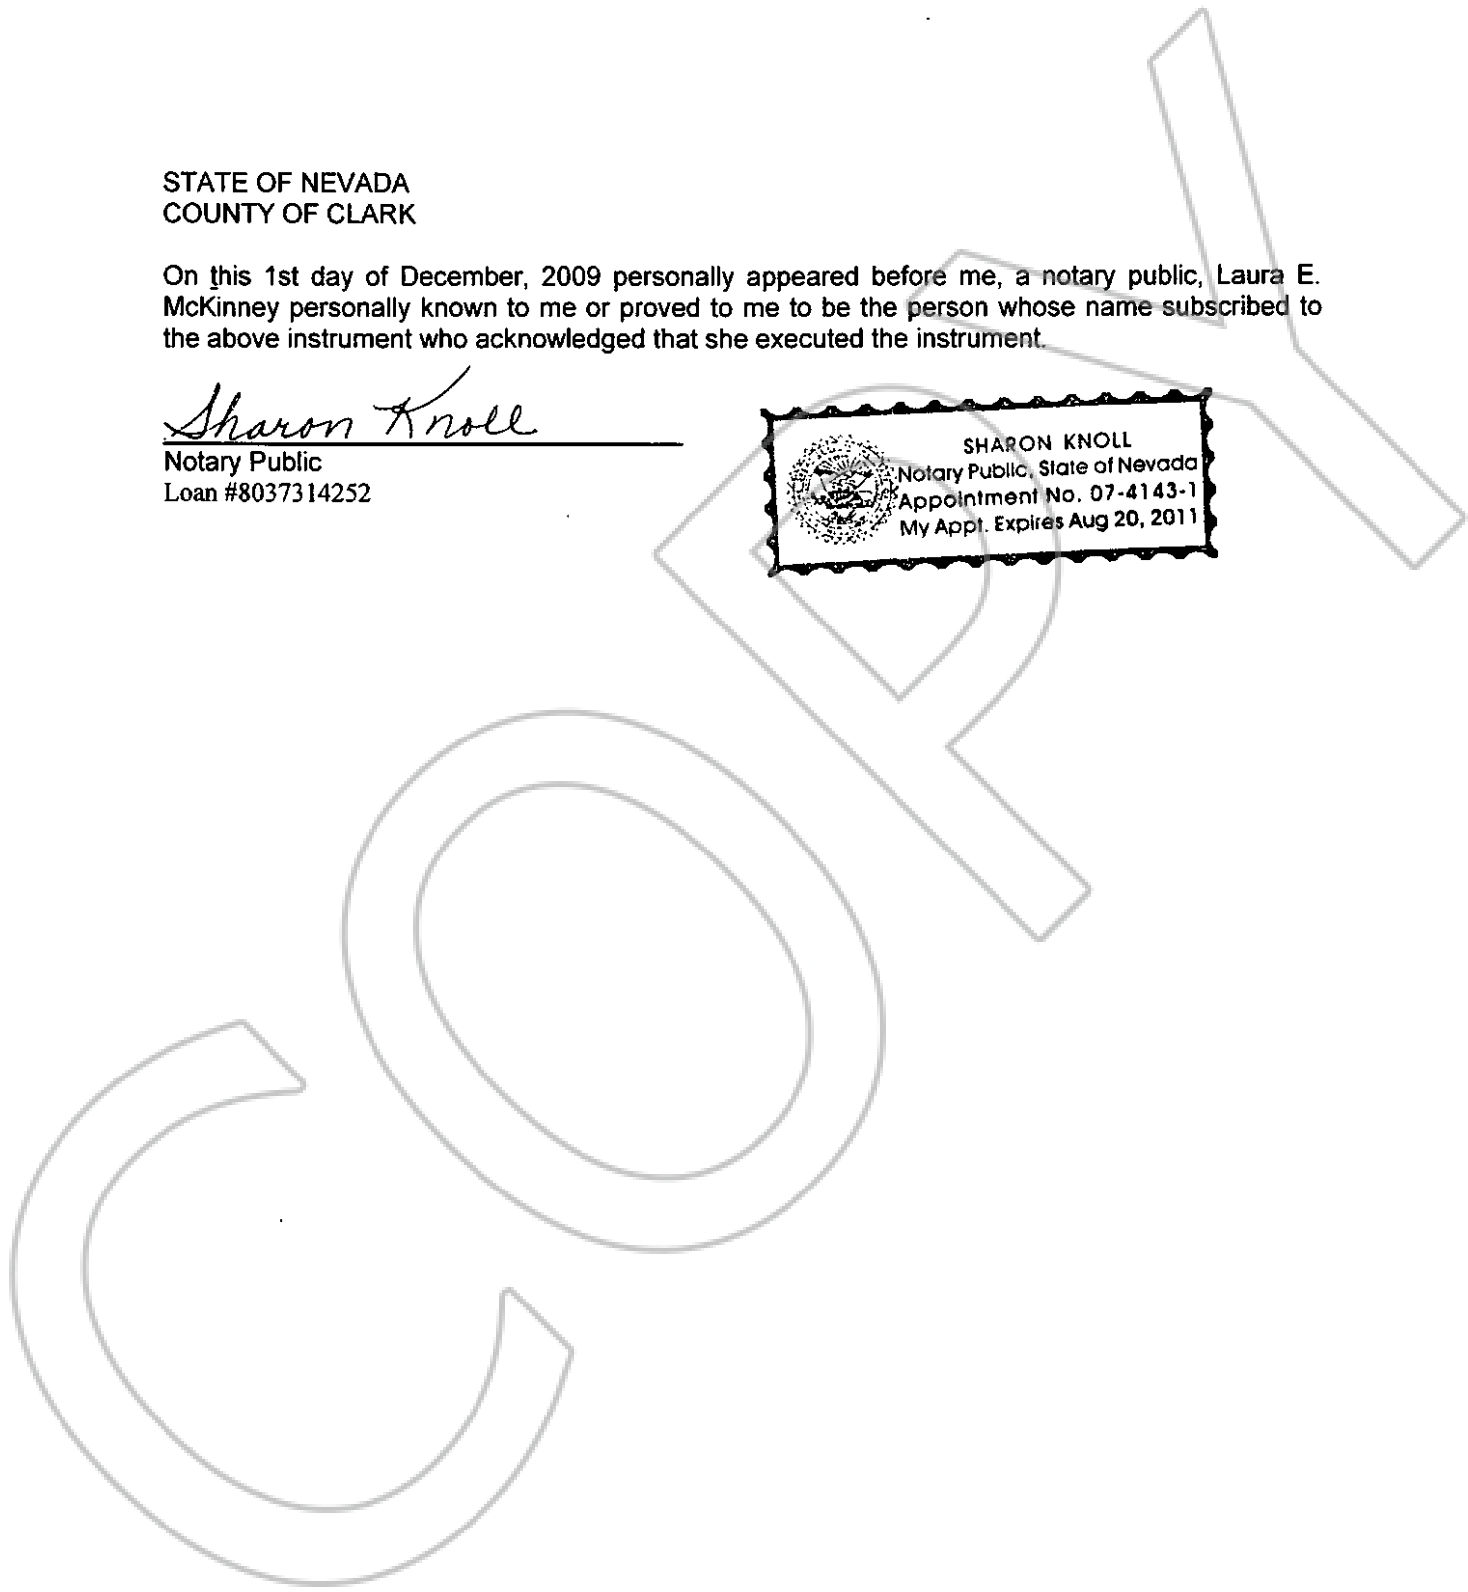 STATE OF NEVADA
COUNTY OF CLARK
On this 1st day of December, 2009 personally appeared before me, a notary public, Laura E.
McKinney personally known to me or proved to me to be the person whose name subscribed to
the above instrument who acknowledged that she executed the instrument.
Sharon Knoll
Notary Public
Loan #8037314252
SHARON KNOLL
Notary Public, State of Nevada
Appointment No. 07-4143-1
My Appt. Expires Aug 20, 2011
COPY